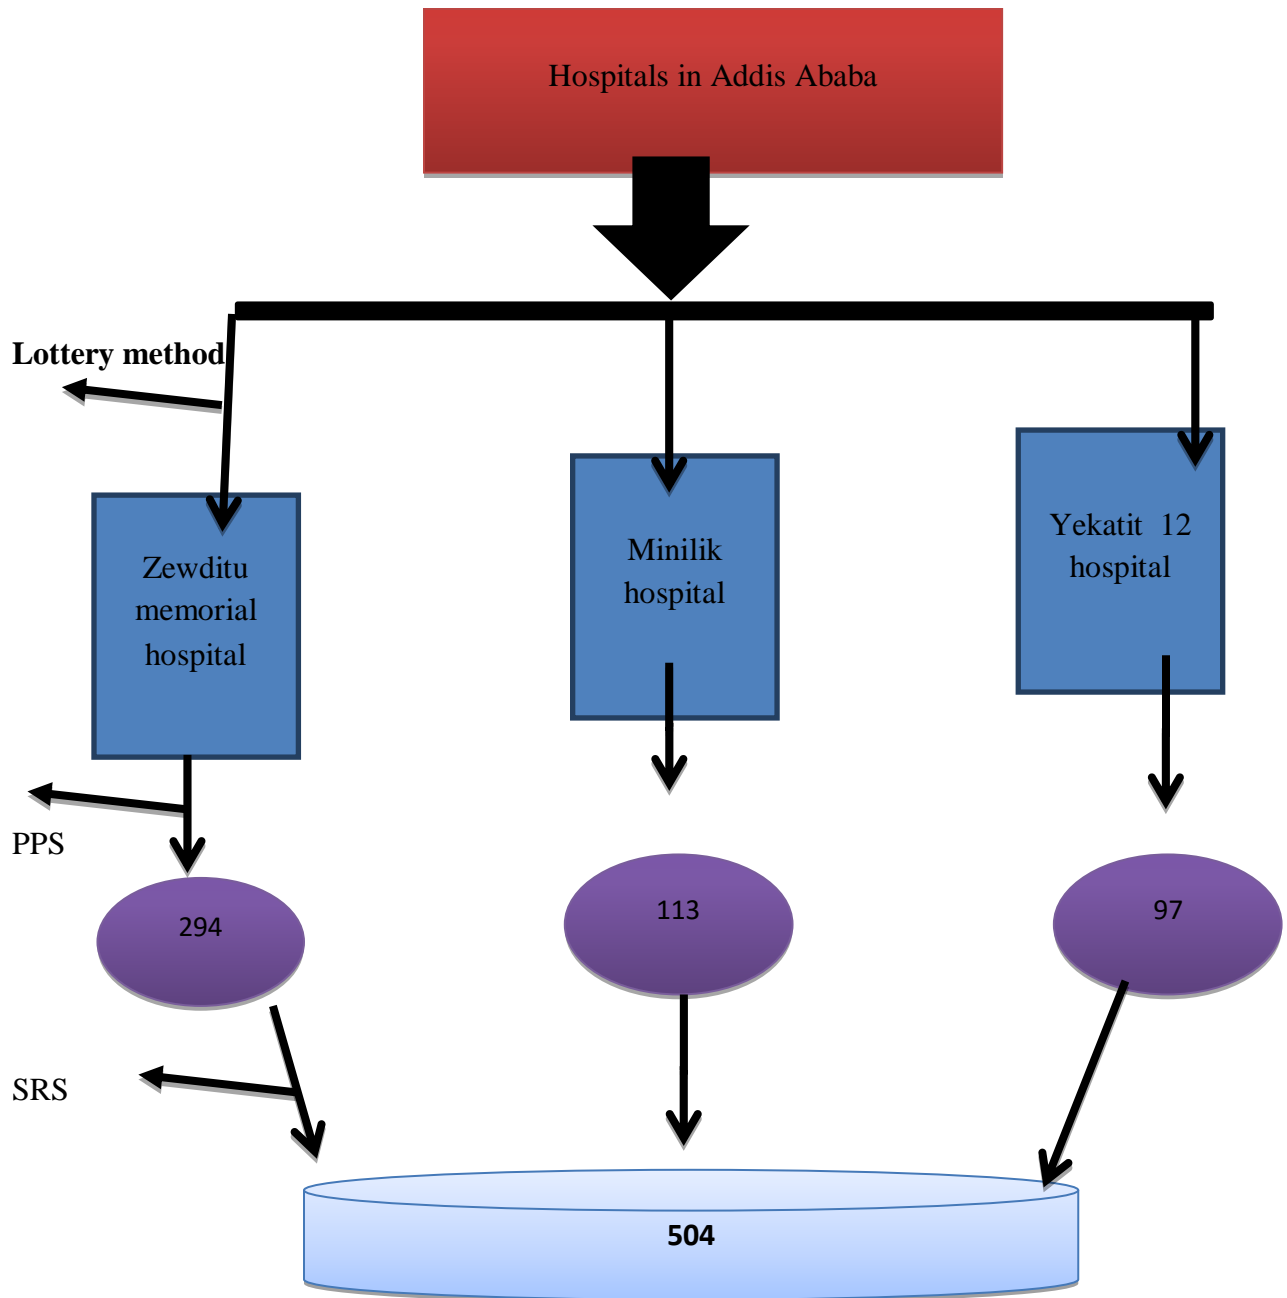 Hospitals in Addis Ababa
Lottery method
Zewditu
memorial
hospital
Minilik
hospital
Yekatit 12
hospital
PPS
294
113
97
SRS
504